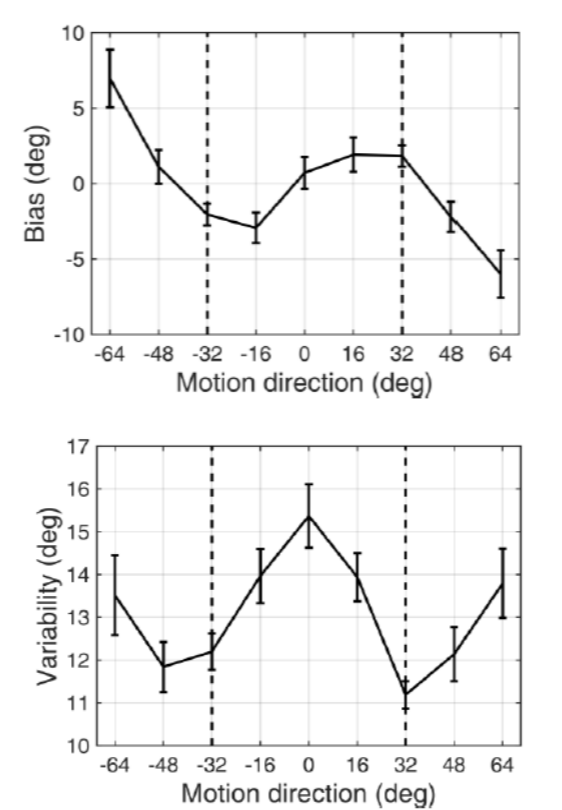 10
5
0
-5
-10
Bias (deg)
-64 -48 -32 -16 0 16 32 48 64
Motion direction (deg)
17
16
15
14
13
12
11
10
Variability (deg)
-64 -48 -32 -16 0 16 32 48 64
Motion direction (deg)